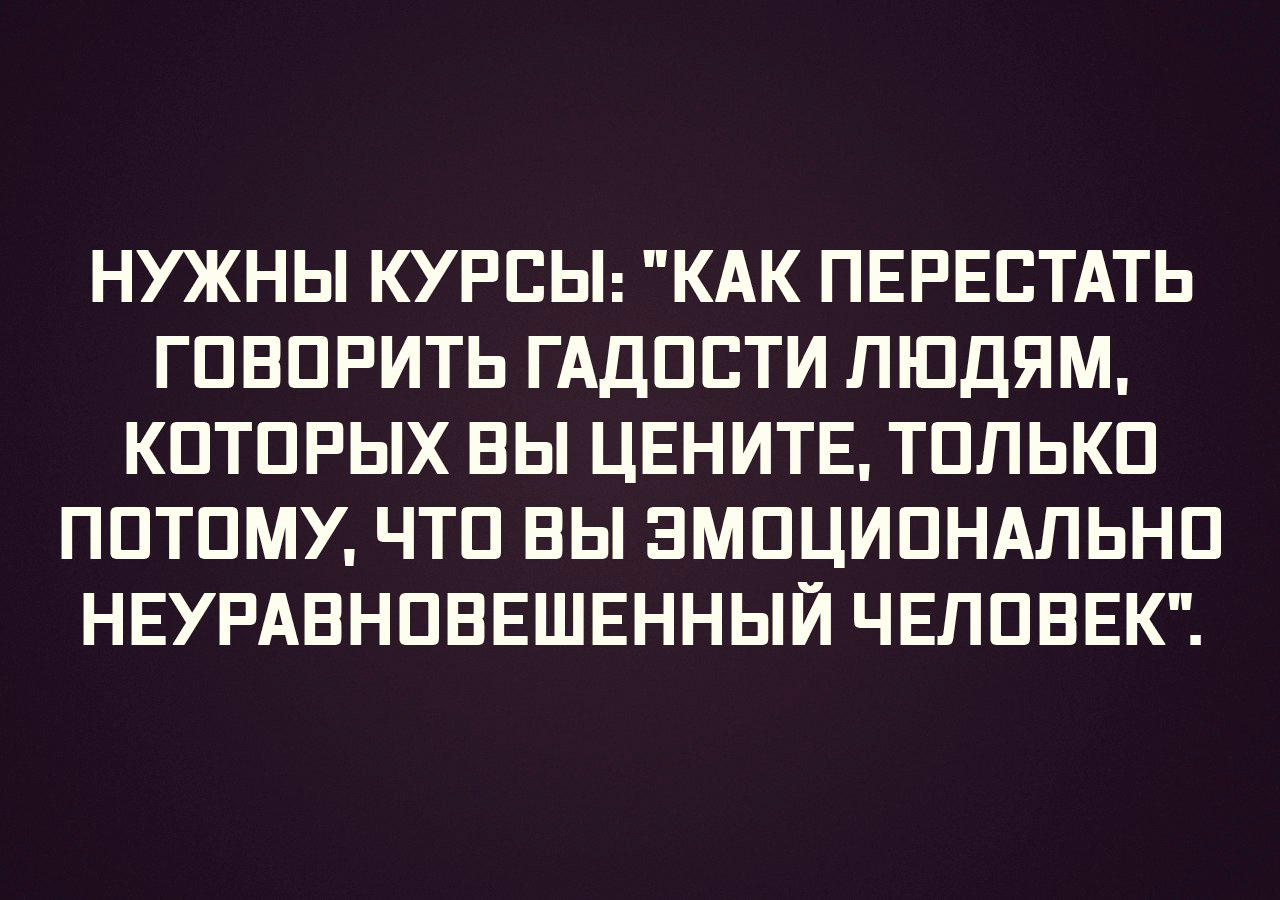 НУЖНЫ КУРСЫ: "КАК ПЕРЕСТАТЬ
ГОВОРИТЬ ГАДОСТИ ЛЮДЯМ,
КОТОРЫХ ВЫ ЦЕНИТЕ, ТОЛЬКО
ПОТОМУ, ЧТО ВЫ ЭМОЦИОНАЛЬНО
НЕУРАВНОВЕШЕННЫЙ ЧЕЛОВЕК".